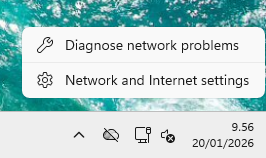 Diagnose network problems
Network and Internet settings
9.56
20/01/2026